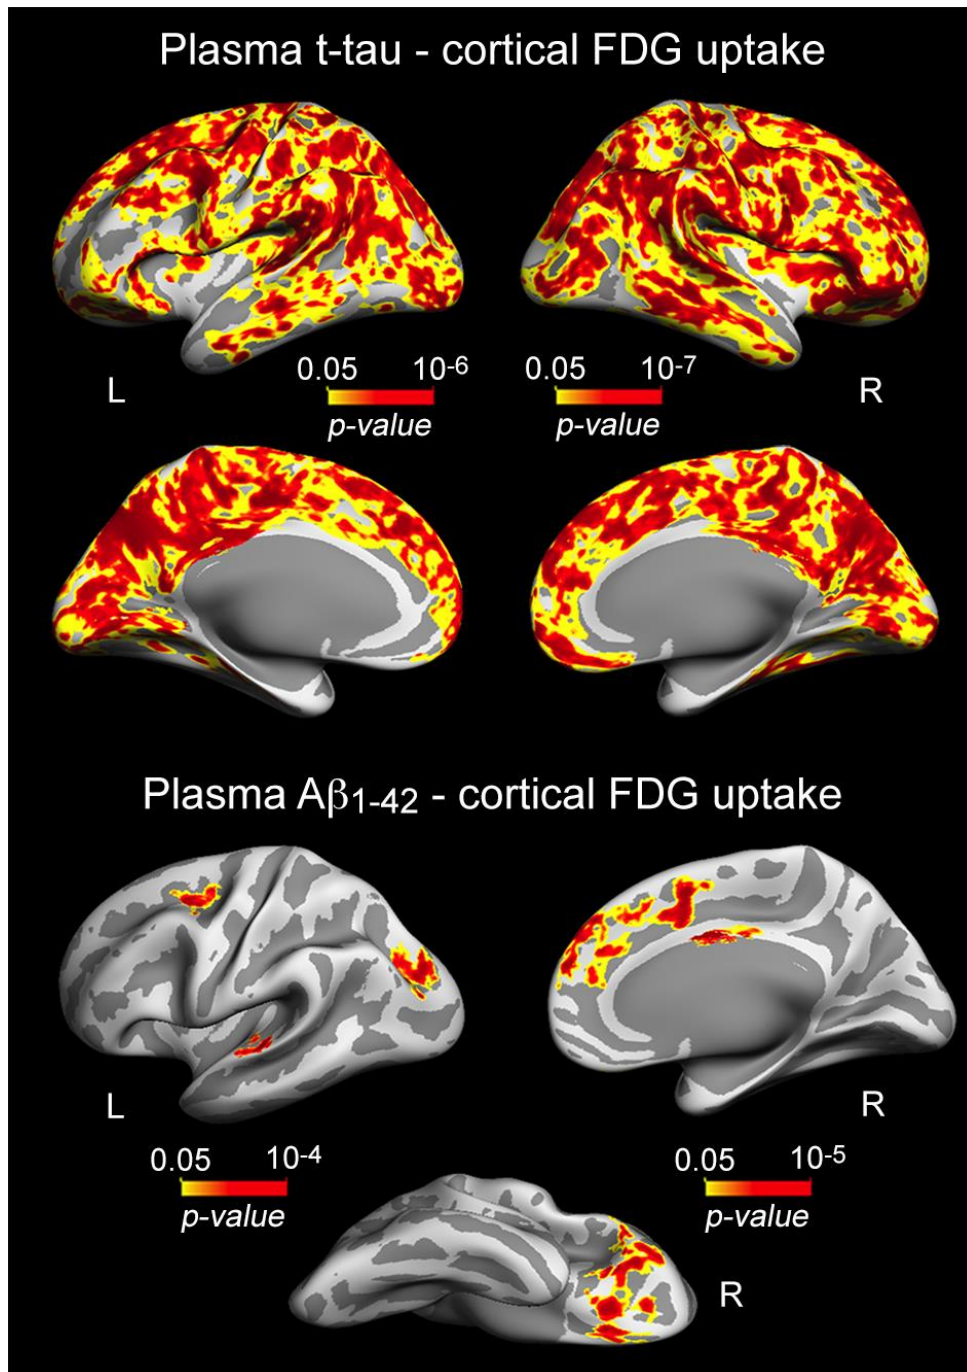 Plasma t-tau - cortical FDG uptake
0.05 10-6 0.05 10-7
L p-value p-value R
Plasma Aβ1-42 - cortical FDG uptake
L R
0.05 10-4 0.05 10-5
p-value p-value
R